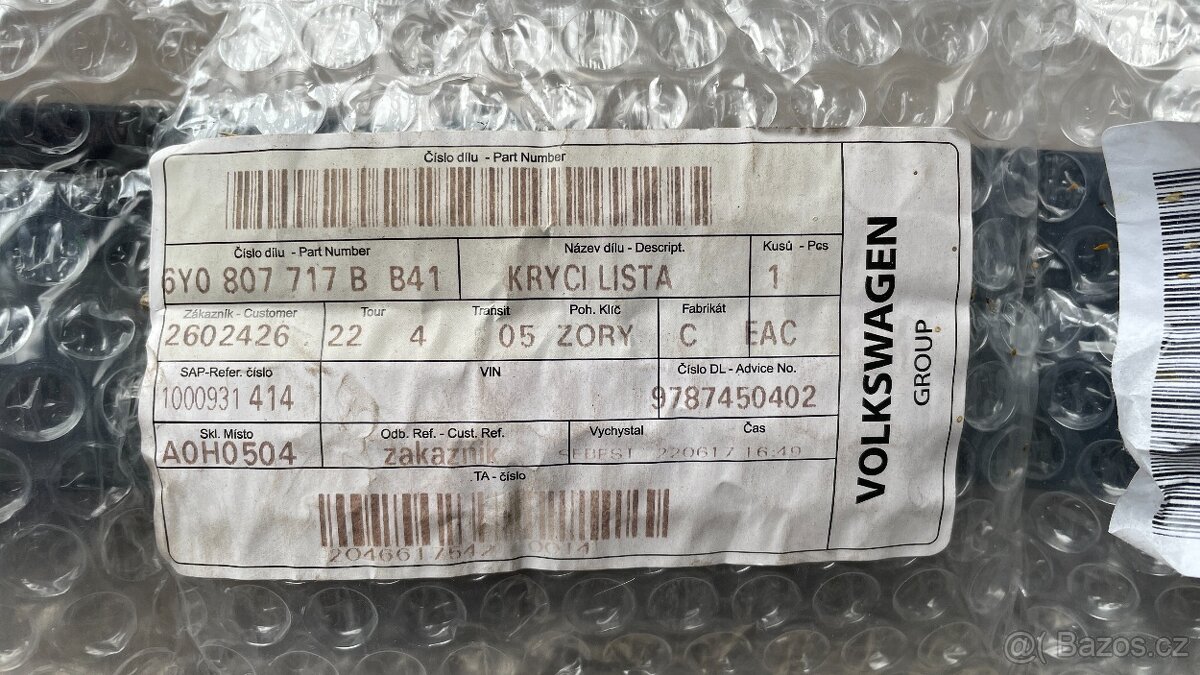 Číslo dílu - Part Number
Číslo dílu - Part Number Název dílu - Descript. Kusů - Pcs
6Y0 807 717 B B41 KRYCI LISTA 1
Zákazník - Customer Tour Transit Poh. Klíč Fabrikát
2602426 22 4 05 ZORY C EAC
SAP-Refer. číslo VIN Číslo DL - Advice No.
1000931 414 9787450402
Skl. Místo Odb. Ref. - Cust. Ref. Vychystal Čas
A0H0504 zakaznik 220617 16:40
TA - číslo
VOLKSWAGEN
GROUP
Bazos.cz